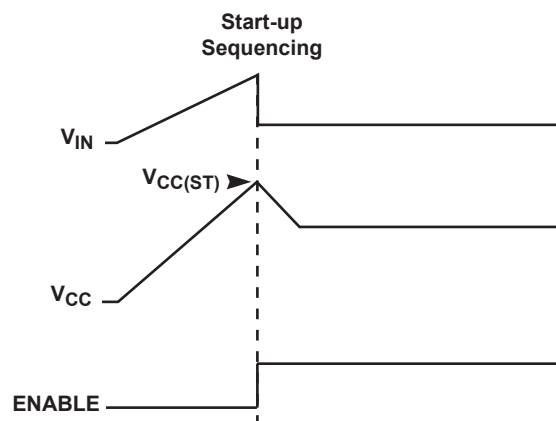 Start-up
Sequencing
VIN
VCC(ST)
VCC
ENABLE